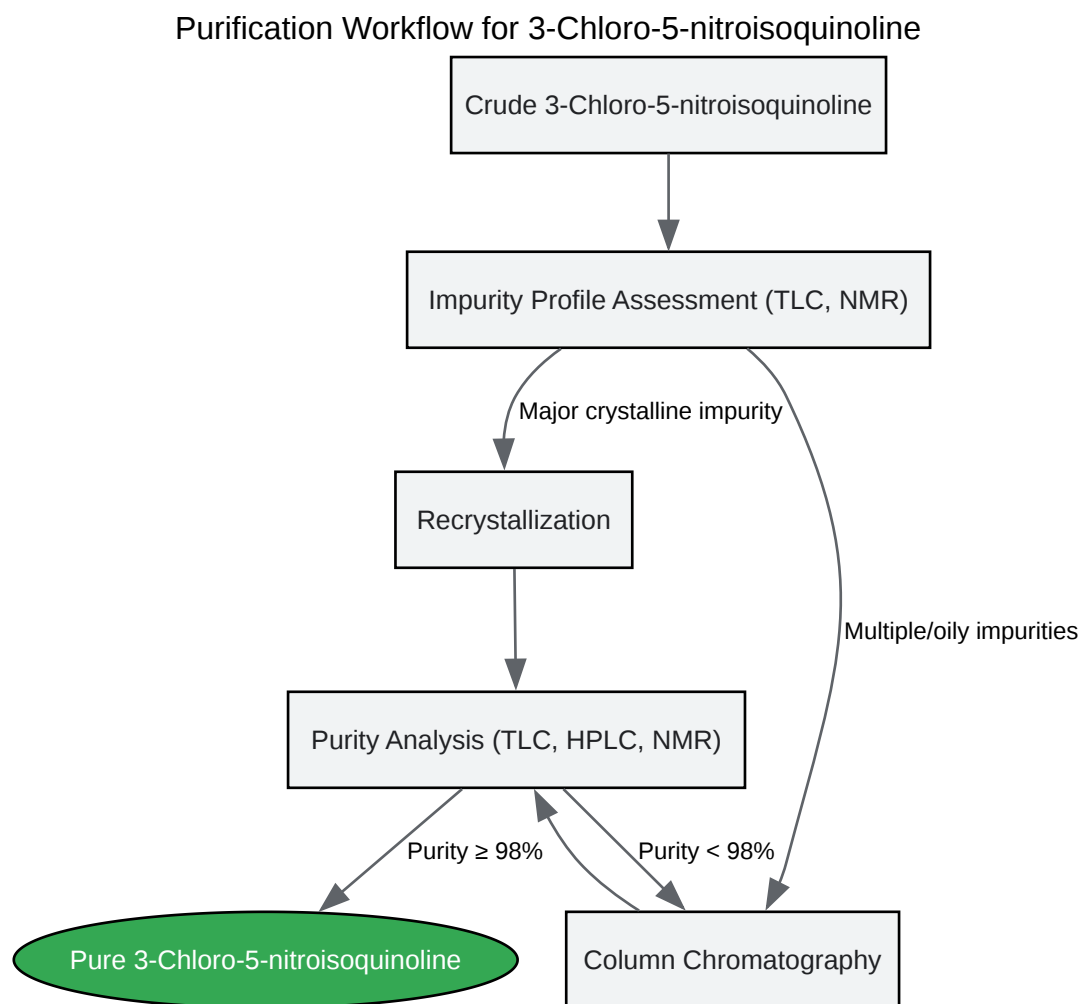 Purification Workflow for 3-Chloro-5-nitroisoquinoline
Crude 3-Chloro-5-nitroisoquinoline
Impurity Profile Assessment (TLC, NMR)
Major crystalline impurity
Recrystallization
Multiple/oily impurities
Purity Analysis (TLC, HPLC, NMR)
Purity ≥ 98%
Purity < 98%
Pure 3-Chloro-5-nitroisoquinoline
Column Chromatography